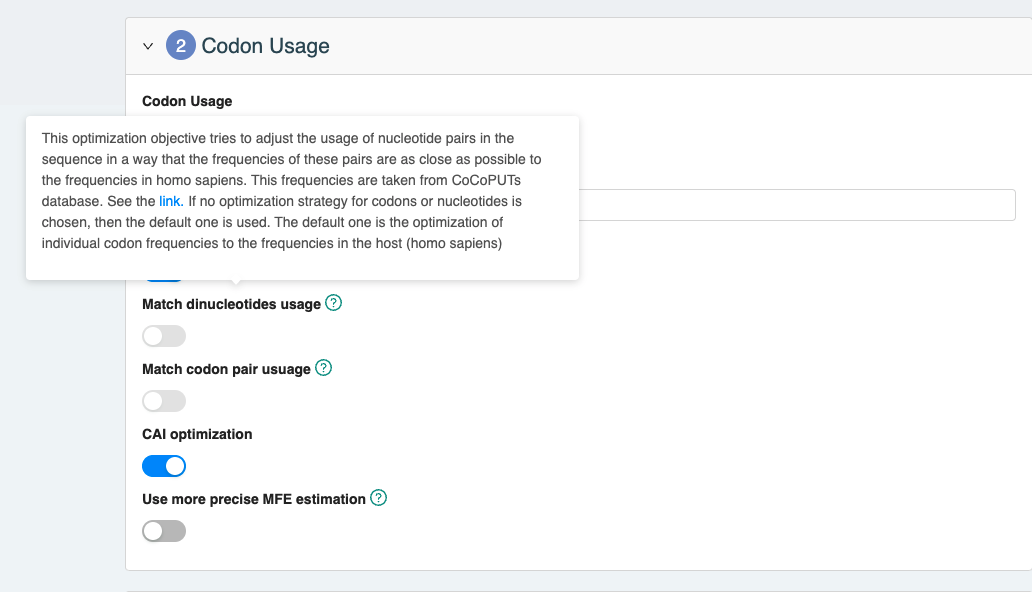 2 Codon Usage
Codon Usage
This optimization objective tries to adjust the usage of nucleotide pairs in the
sequence in a way that the frequencies of these pairs are as close as possible to
the frequencies in homo sapiens. This frequencies are taken from CoCoPUTs
database. See the link. If no optimization strategy for codons or nucleotides is
chosen, then the default one is used. The default one is the optimization of
individual codon frequencies to the frequencies in the host (homo sapiens)
Match dinucleotides usage ?
Match codon pair usuage ?
CAI optimization
Use more precise MFE estimation ?